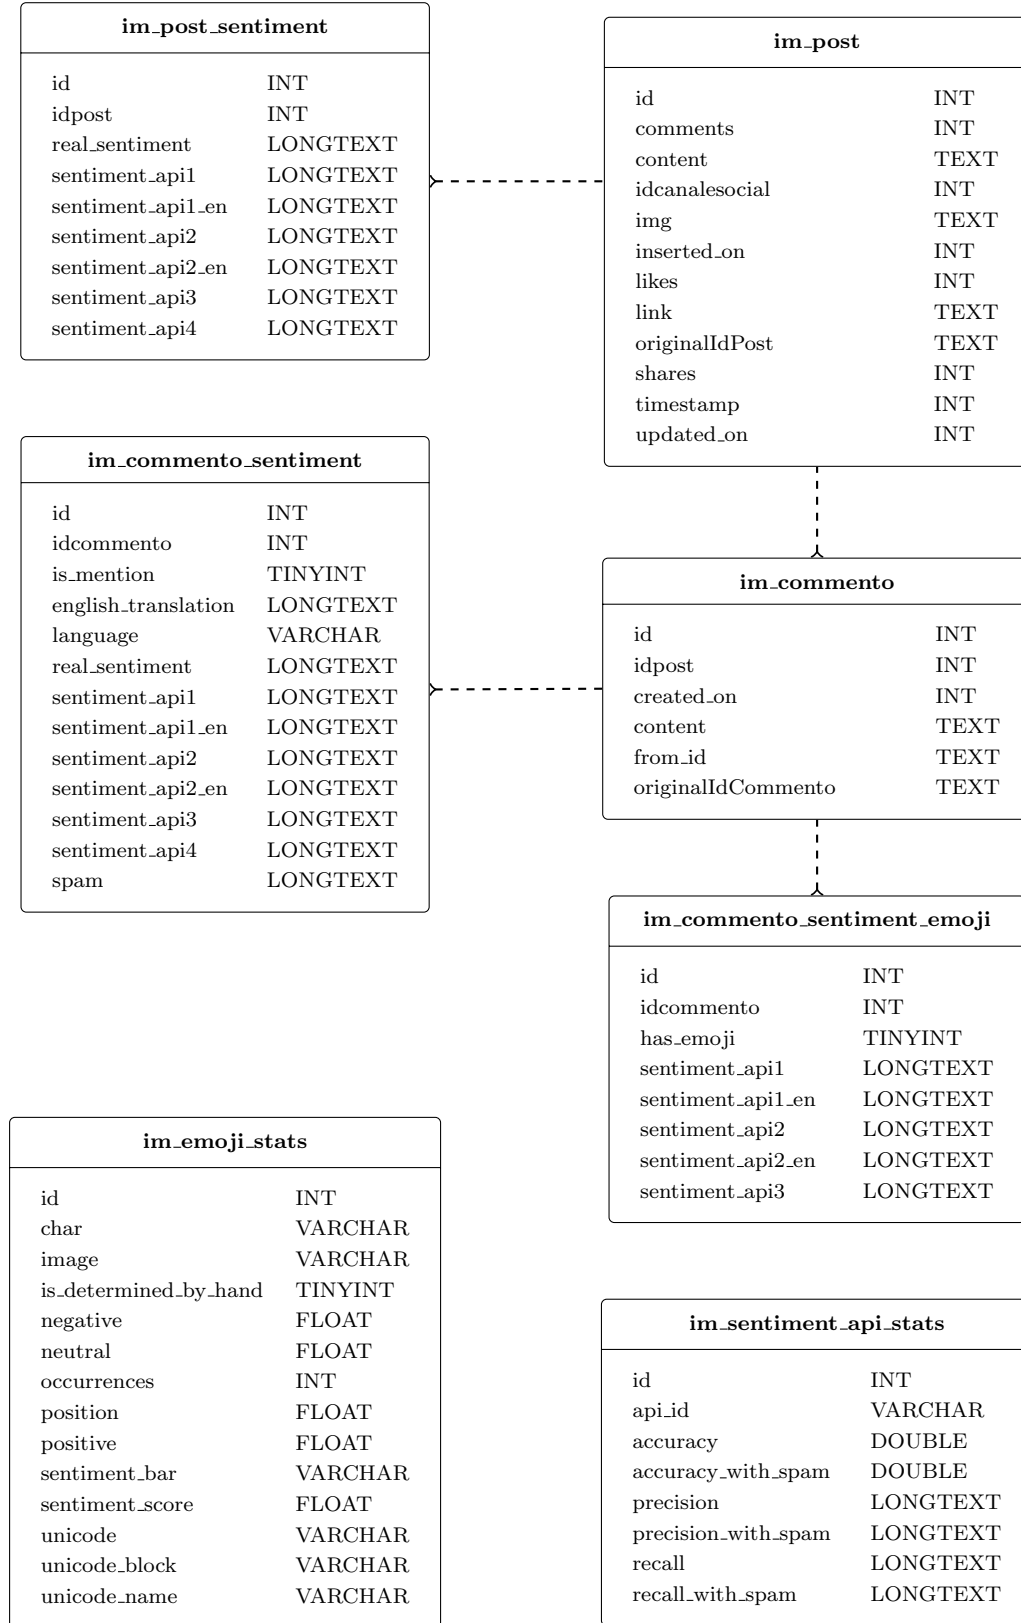 im_post_sentiment
id INT
idpost INT
real_sentiment LONGTEXT
sentiment_api1 LONGTEXT
sentiment_api1_en LONGTEXT
sentiment_api2 LONGTEXT
sentiment_api2_en LONGTEXT
sentiment_api3 LONGTEXT
sentiment_api4 LONGTEXT
im_post
id INT
comments INT
content TEXT
idcanalesocial INT
img TEXT
inserted_on INT
likes INT
link TEXT
originalIdPost TEXT
shares INT
timestamp INT
updated_on INT
im_commento_sentiment
id INT
idcommento INT
is_mention TINYINT
english_translation LONGTEXT
language VARCHAR
real_sentiment LONGTEXT
sentiment_api1 LONGTEXT
sentiment_api1_en LONGTEXT
sentiment_api2 LONGTEXT
sentiment_api2_en LONGTEXT
sentiment_api3 LONGTEXT
sentiment_api4 LONGTEXT
spam LONGTEXT
im_commento
id INT
idpost INT
created_on INT
content TEXT
from_id TEXT
originalIdCommento TEXT
im_commento_sentiment_emoji
id INT
idcommento INT
has_emoji TINYINT
sentiment_api1 LONGTEXT
sentiment_api1_en LONGTEXT
sentiment_api2 LONGTEXT
sentiment_api2_en LONGTEXT
sentiment_api3 LONGTEXT
im_emoji_stats
id INT
char VARCHAR
image VARCHAR
is_determined_by_hand TINYINT
negative FLOAT
neutral FLOAT
occurrences INT
position FLOAT
positive FLOAT
sentiment_bar VARCHAR
sentiment_score FLOAT
unicode VARCHAR
unicode_block VARCHAR
unicode_name VARCHAR
im_sentiment_api_stats
id INT
api_id VARCHAR
accuracy DOUBLE
accuracy_with_spam DOUBLE
precision LONGTEXT
precision_with_spam LONGTEXT
recall LONGTEXT
recall_with_spam LONGTEXT